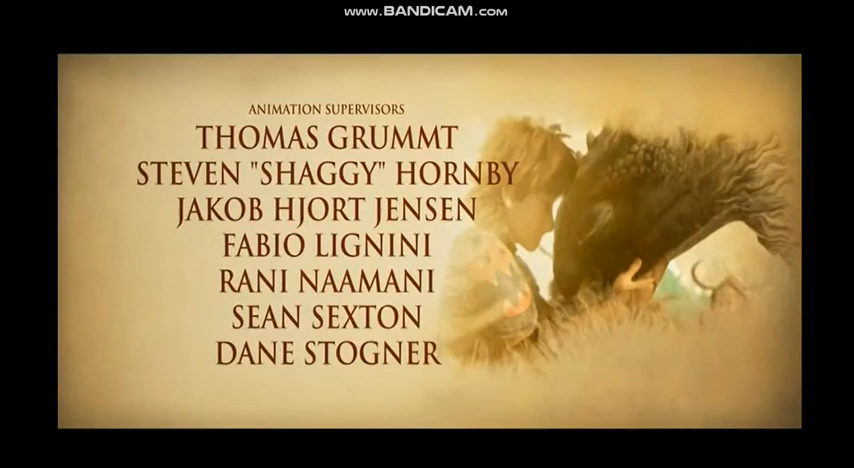 www.BANDICAM.com
ANIMATION SUPERVISORS
THOMAS GRUMMT
STEVEN "SHAGGY" HORNBY
JAKOB HJORT JENSEN
FABIO LIGNINI
RANI NAAMANI
SEAN SEXTON
DANE STOGNER